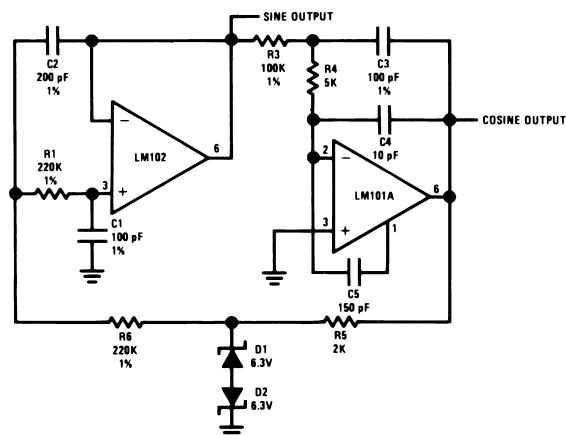 SINE OUTPUT
C2
200 pF
1%
R3
100K
1%
R4
5K
C3
100 pF
1%
C4
10 pF
COSINE OUTPUT
−
LM102
6
3
+
R1
220K
1%
C1
100 pF
1%
2
−
LM101A
6
3
+
1
C5
150 pF
R6
220K
1%
R5
2K
D1
6.3V
D2
6.3V